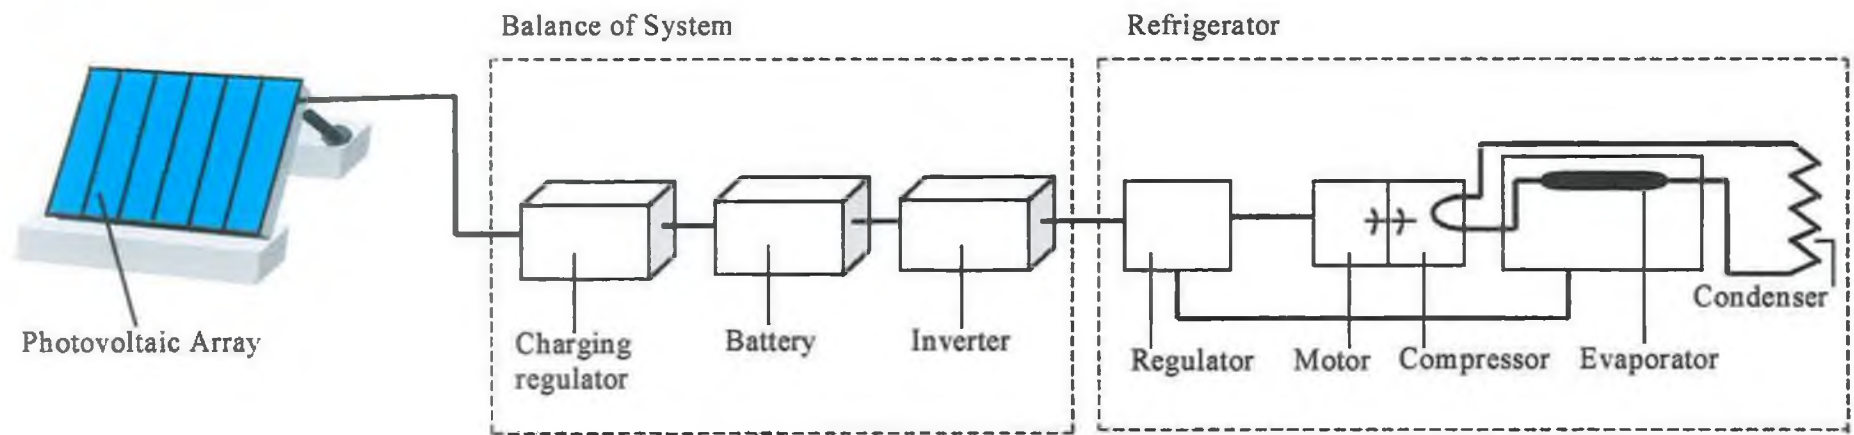 Balance of System
Refrigerator
Photovoltaic Array
Charging
regulator
Battery
Inverter
Regulator
Motor
Compressor
Evaporator
Condenser